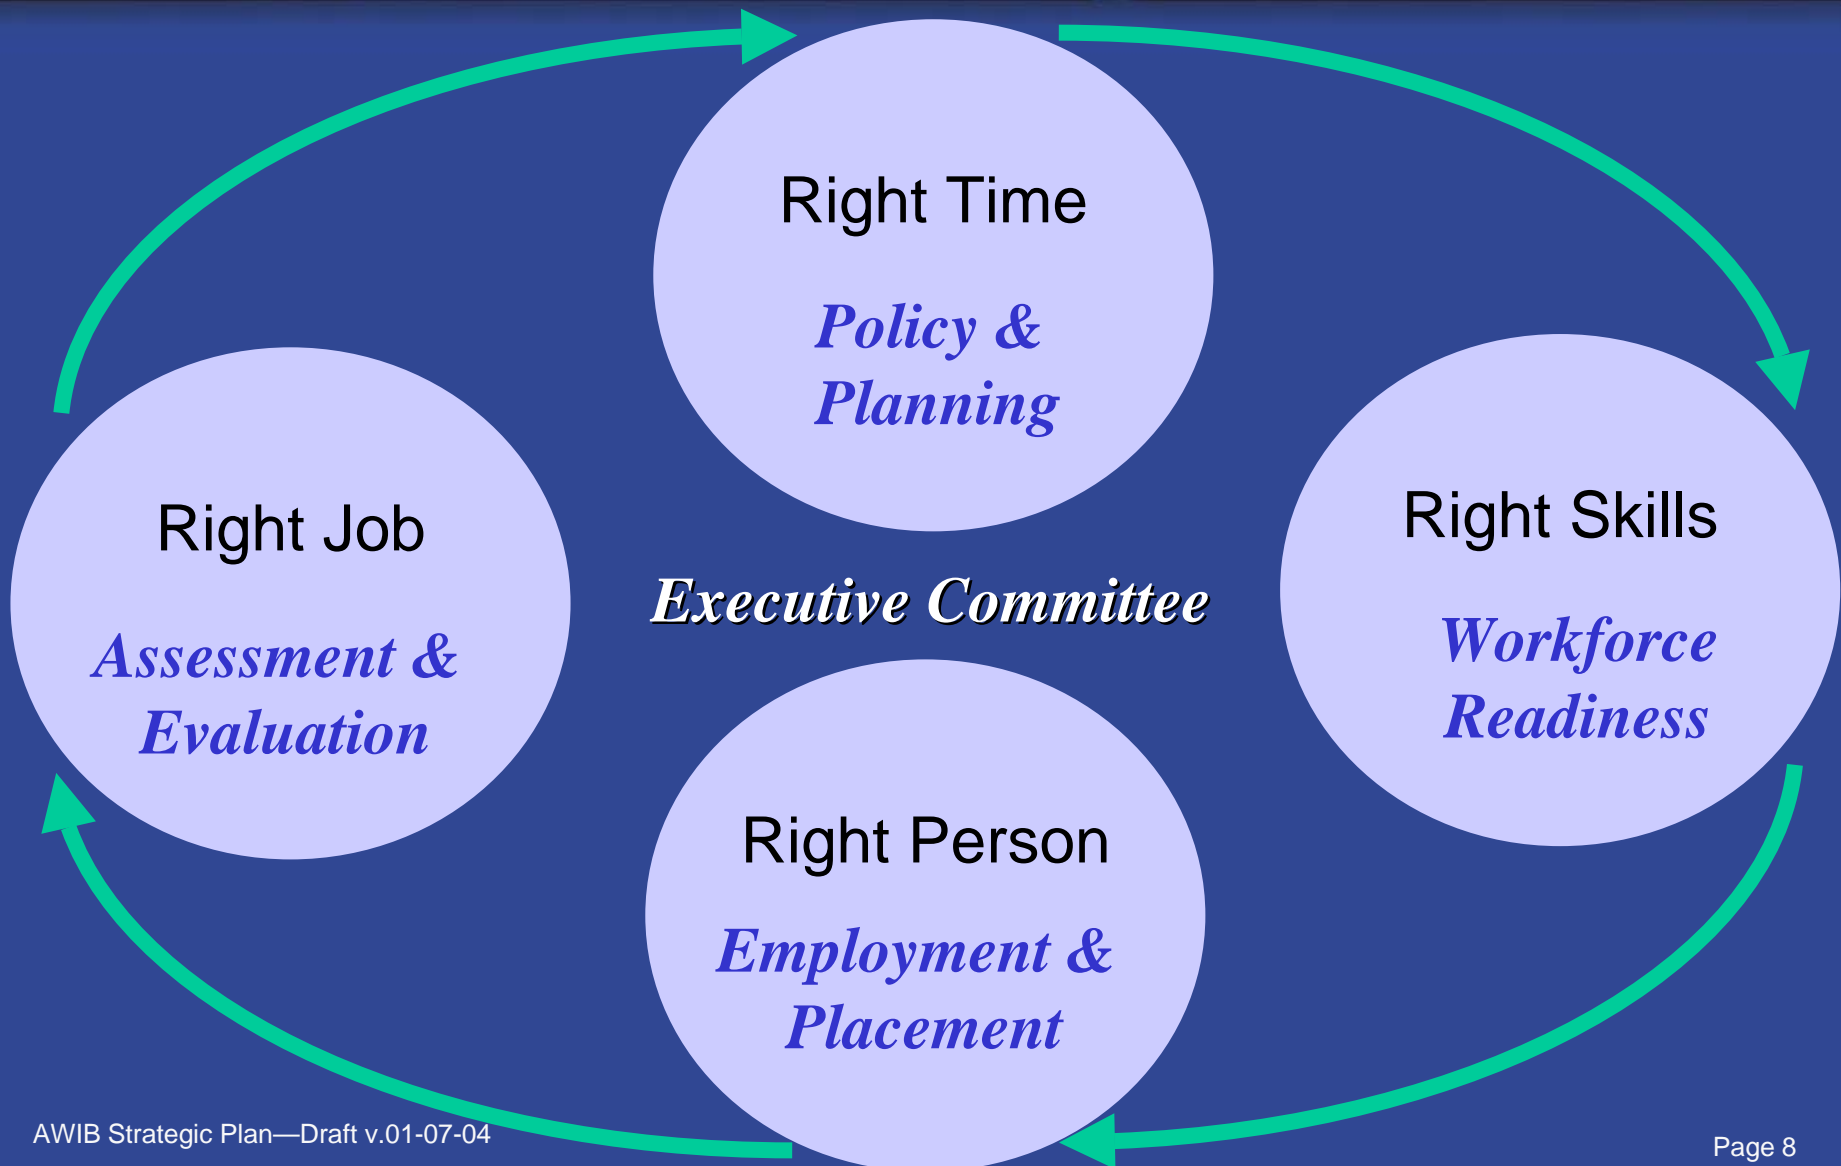 Right Time
Policy &
Planning
Right Job
Assessment &
Evaluation
Executive Committee
Right Skills
Workforce
Readiness
Right Person
Employment &
Placement
AWIB Strategic Plan—Draft v.01-07-04
Page 8